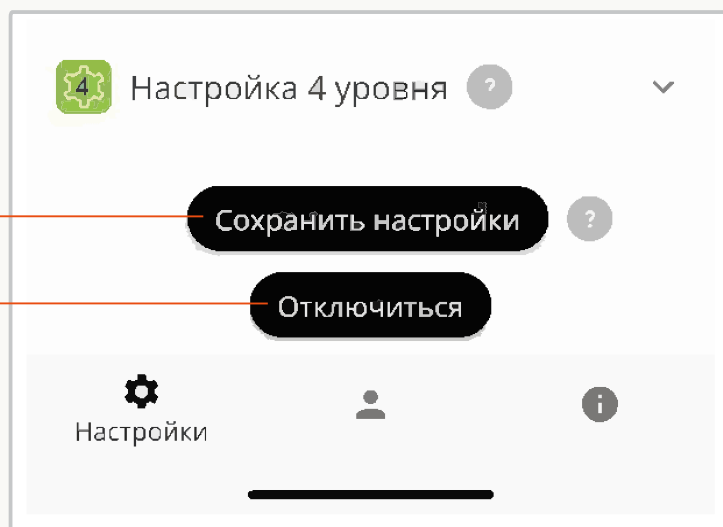 4 Настройка 4 уровня ?
Сохранить настройки ?
Отключиться
Настройки